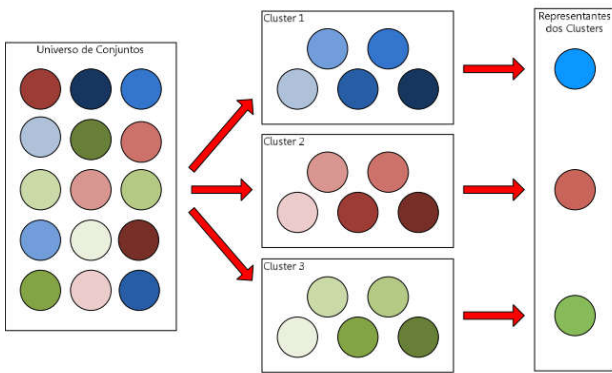 Universo de Conjuntos
Cluster 1
Cluster 2
Cluster 3
Representantes
dos Clusters